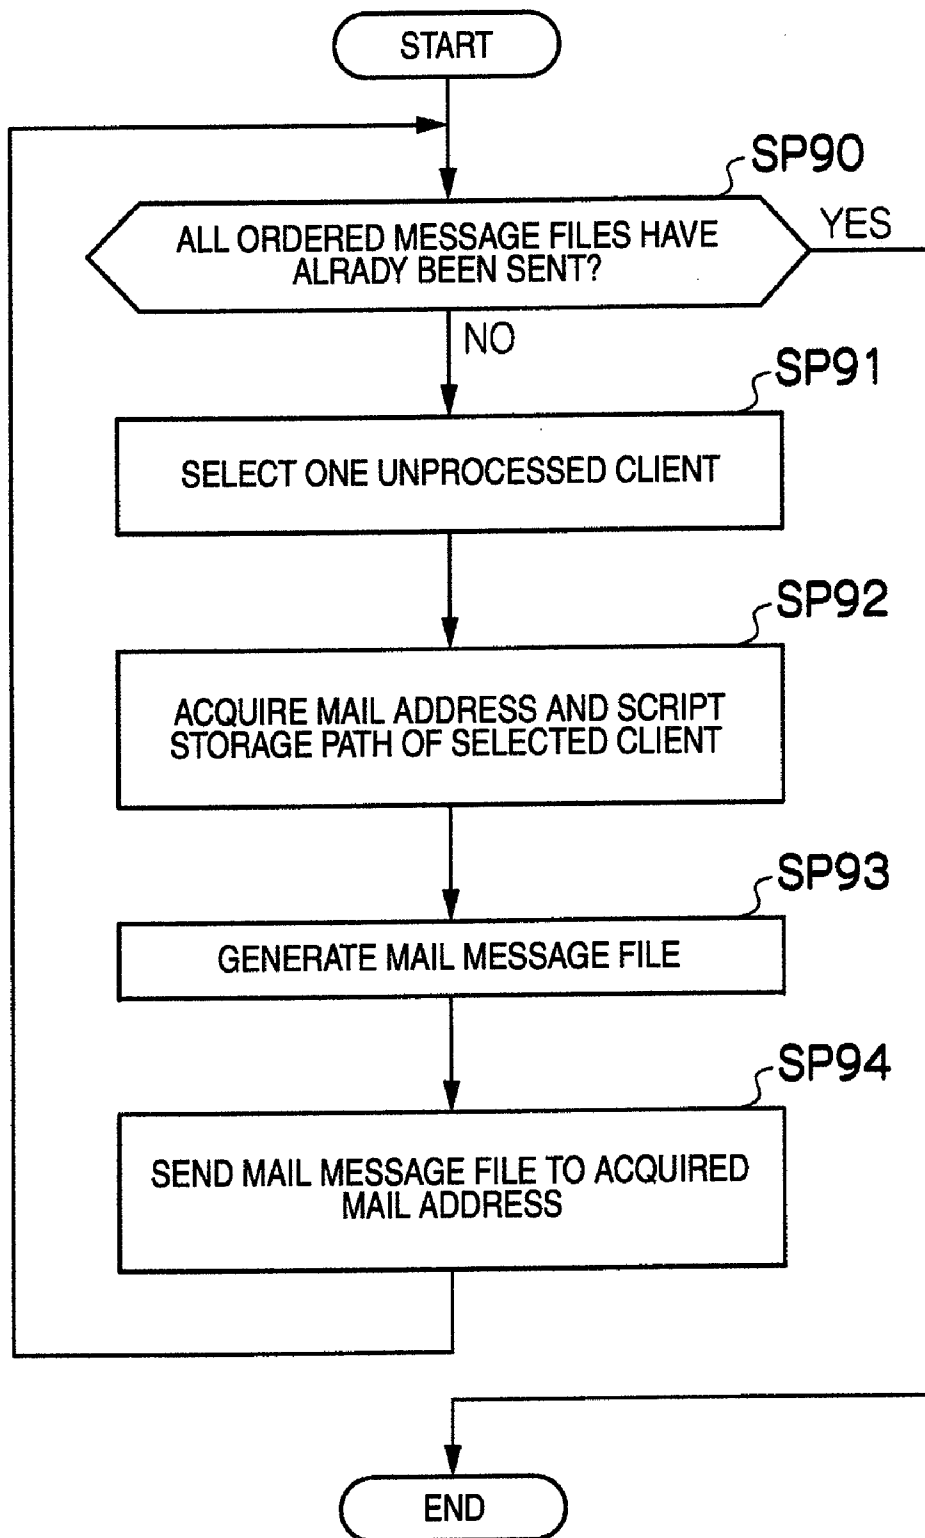 START
SP90
ALL ORDERED MESSAGE FILES HAVE
ALRADY BEEN SENT?
YES
NO
SP91
SELECT ONE UNPROCESSED CLIENT
SP92
ACQUIRE MAIL ADDRESS AND SCRIPT
STORAGE PATH OF SELECTED CLIENT
SP93
GENERATE MAIL MESSAGE FILE
SP94
SEND MAIL MESSAGE FILE TO ACQUIRED
MAIL ADDRESS
END